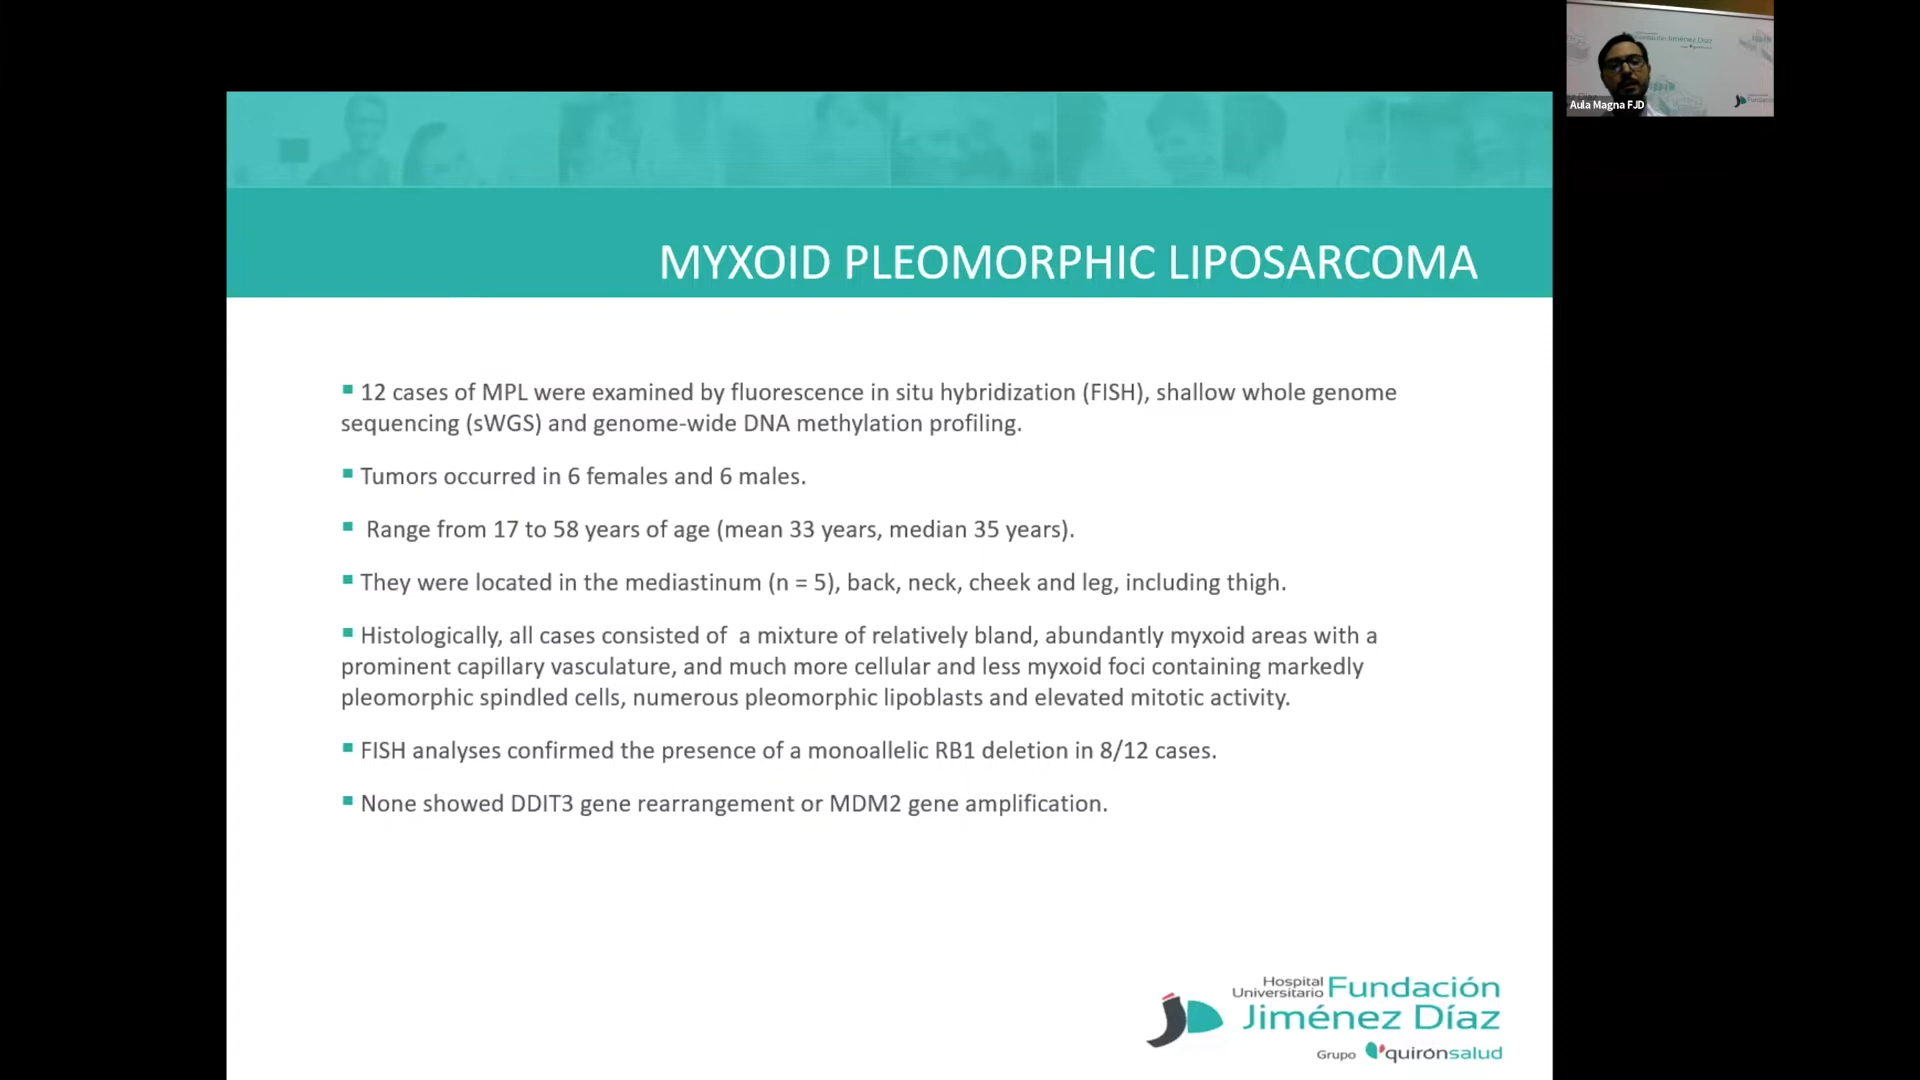 Fundación Jiménez Díaz
Aula Magna FJD
MYXOID PLEOMORPHIC LIPOSARCOMA
12 cases of MPL were examined by fluorescence in situ hybridization (FISH), shallow whole genome
sequencing (sWGS) and genome-wide DNA methylation profiling.
Tumors occurred in 6 females and 6 males.
Range from 17 to 58 years of age (mean 33 years, median 35 years).
They were located in the mediastinum (n = 5), back, neck, cheek and leg, including thigh.
Histologically, all cases consisted of a mixture of relatively bland, abundantly myxoid areas with a
prominent capillary vasculature, and much more cellular and less myxoid foci containing markedly
pleomorphic spindled cells, numerous pleomorphic lipoblasts and elevated mitotic activity.
FISH analyses confirmed the presence of a monoallelic RB1 deletion in 8/12 cases.
None showed DDIT3 gene rearrangement or MDM2 gene amplification.
Hospital
Universitario Fundación
Jiménez Díaz
Grupo quirónsalud